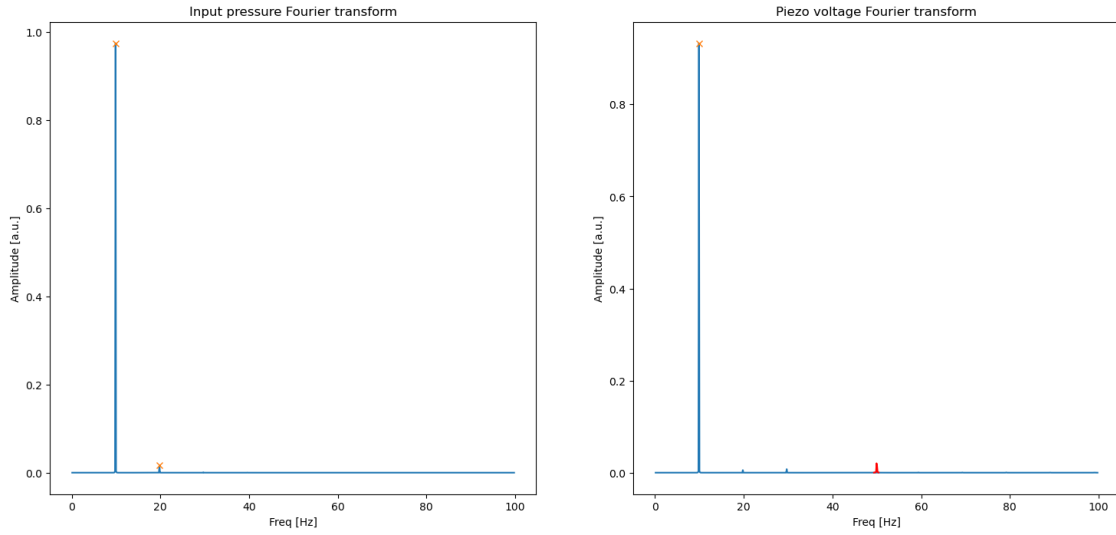 Input pressure Fourier transform
1.0
0.8
0.6
0.4
0.2
0.0
Amplitude [a.u.]
0 20 40 60 80 100
Freq [Hz]
Piezo voltage Fourier transform
0.8
0.6
0.4
0.2
0.0
Amplitude [a.u.]
0 20 40 60 80 100
Freq [Hz]